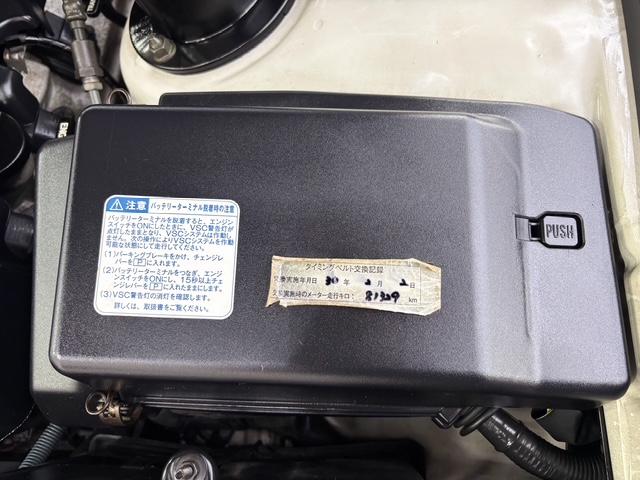 注意 バッテリーターミナル脱着時の注意
バッテリーターミナルを脱着すると、エンジン
スイッチをONにしたときに、VSC警告灯が
点灯したままとなり、VSCシステムは作動し
ません。次の操作によりVSCシステムを作動
可能な状態にして走行してください。
(1)パーキングブレーキをかけ、チェンジレ
バーをPに入れます。
(2)バッテリーターミナルをつなぎ、エンジ
ンスイッチをONにし、15秒以上チェ
ンジレバーをPに入れたままにします。
(3)VSC警告灯の消灯を確認します。
詳しくは、取扱書をご覧ください。
タイミングベルト交換記録
交換実施年月日 30 年 2 月 2 日
交換実施時のメーター走行キロ: 81329 km
PUSH